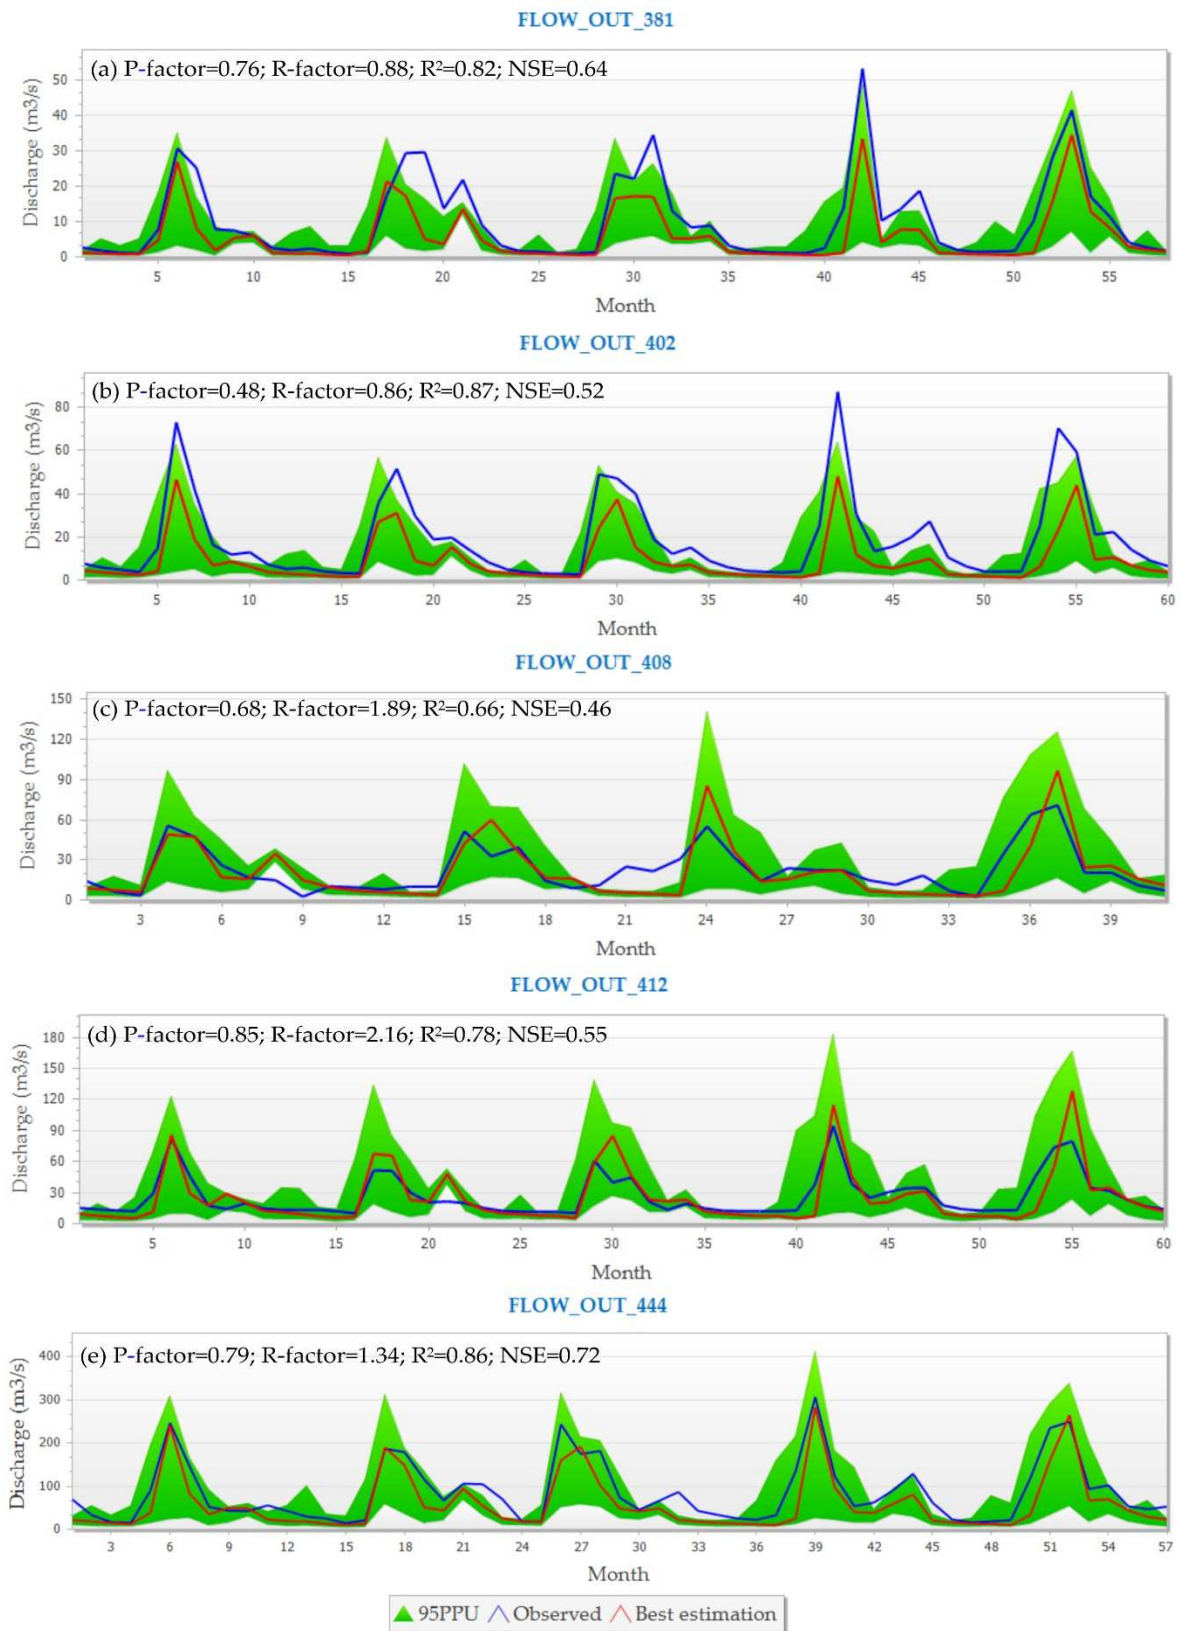 FLOW_OUT_381
(a) P-factor=0.76; R-factor=0.88; R²=0.82; NSE=0.64
Discharge (m3/s)
50
40
30
20
10
0
5 10 15 20 25 30 35 40 45 50 55
Month
FLOW_OUT_402
(b) P-factor=0.48; R-factor=0.86; R²=0.87; NSE=0.52
Discharge (m3/s)
80
60
40
20
0
5 10 15 20 25 30 35 40 45 50 55 60
Month
FLOW_OUT_408
(c) P-factor=0.68; R-factor=1.89; R²=0.66; NSE=0.46
Discharge (m3/s)
150
120
90
60
30
0
3 6 9 12 15 18 21 24 27 30 33 36 39
Month
FLOW_OUT_412
(d) P-factor=0.85; R-factor=2.16; R²=0.78; NSE=0.55
Discharge (m3/s)
180
150
120
90
60
30
0
5 10 15 20 25 30 35 40 45 50 55 60
Month
FLOW_OUT_444
(e) P-factor=0.79; R-factor=1.34; R²=0.86; NSE=0.72
Discharge (m3/s)
400
300
200
100
0
3 6 9 12 15 18 21 24 27 30 33 36 39 42 45 48 51 54 57
Month
95PPU Observed Best estimation